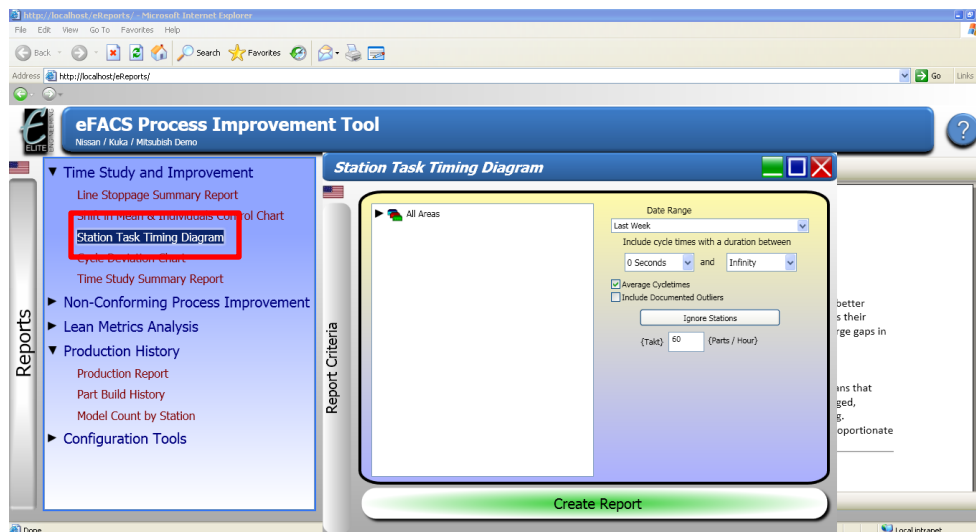 http://localhost/eReports/ - Microsoft Internet Explorer
File Edit View Go To Favorites Help
Back Search Favorites
Address http://localhost/eReports/ Go Links
ELITE ENGINEERING
eFACS Process Improvement Tool
Nissan / Kuka / Mitsubish Demo
?
Reports
Time Study and Improvement
Line Stoppage Summary Report
Shift in Mean & Individuals Control Chart
Station Task Timing Diagram
Cycle Deviation Chart
Time Study Summary Report
Non-Conforming Process Improvement
Lean Metrics Analysis
Production History
Production Report
Part Build History
Model Count by Station
Configuration Tools
Station Task Timing Diagram
Report Criteria
All Areas
Date Range
Last Week
Include cycle times with a duration between
0 Seconds and Infinity
Average Cycletimes
Include Documented Outliers
Ignore Stations
{Takt} 60 {Parts / Hour}
Create Report
better
s their
rge gaps in
ans that
ged,
g.
oportionate
Done
Local intranet